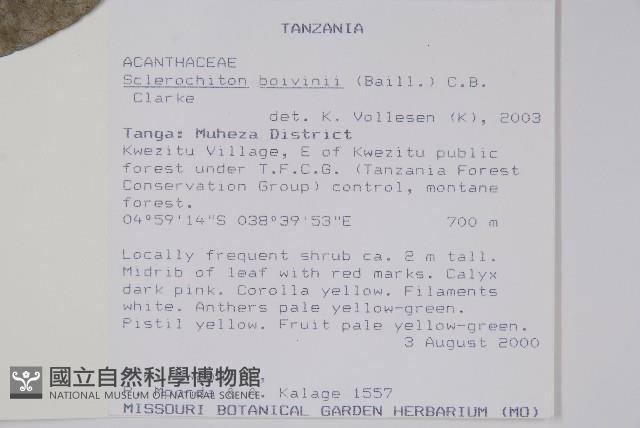 TANZANIA
ACANTHACEAE
Sclerochiton boivinii (Baill.) C.B.
Clarke
det. K. Vollesen (K), 2003
Tanga: Muheza District
Kwezitu Village, E of Kwezitu public
forest under T.F.C.G. (Tanzania Forest
Conservation Group) control, montane
forest.
04°59'14"S 038°39'53"E 700 m
Locally frequent shrub ca. 2 m tall.
Midrib of leaf with red marks. Calyx
dark pink. Corolla yellow. Filaments
white. Anthers pale yellow-green.
Pistil yellow. Fruit pale yellow-green.
3 August 2000
國立自然科學博物館
NATIONAL MUSEUM OF NATURAL SCIENCE
Kalage 1557
MISSOURI BOTANICAL GARDEN HERBARIUM (MO)